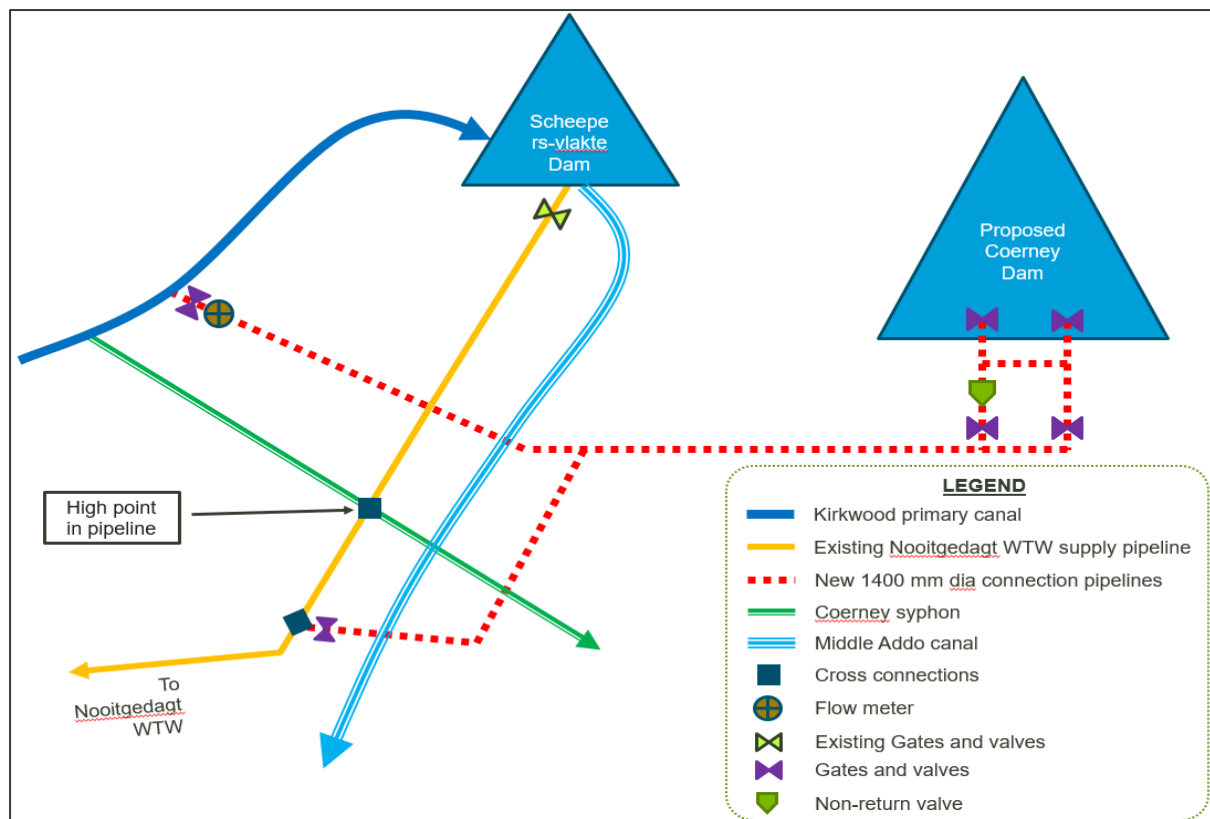 Scheepe
rs-vlakte
Dam
Proposed
Coerney
Dam
High point
in pipeline
To
Nooitgedagt
WTW
LEGEND
Kirkwood primary canal
Existing Nooitgedagt WTW supply pipeline
New 1400 mm dia connection pipelines
Coerney syphon
Middle Addo canal
Cross connections
Flow meter
Existing Gates and valves
Gates and valves
Non-return valve